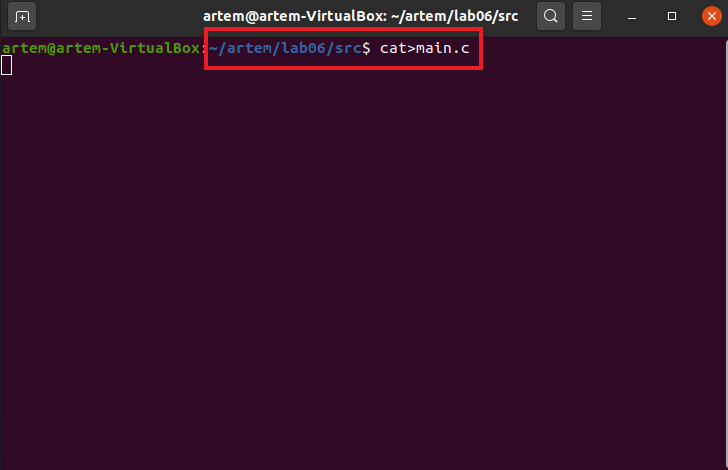 artem@artem-VirtualBox: ~/artem/lab06/src
artem@artem-VirtualBox:~/artem/lab06/src$ cat>main.c